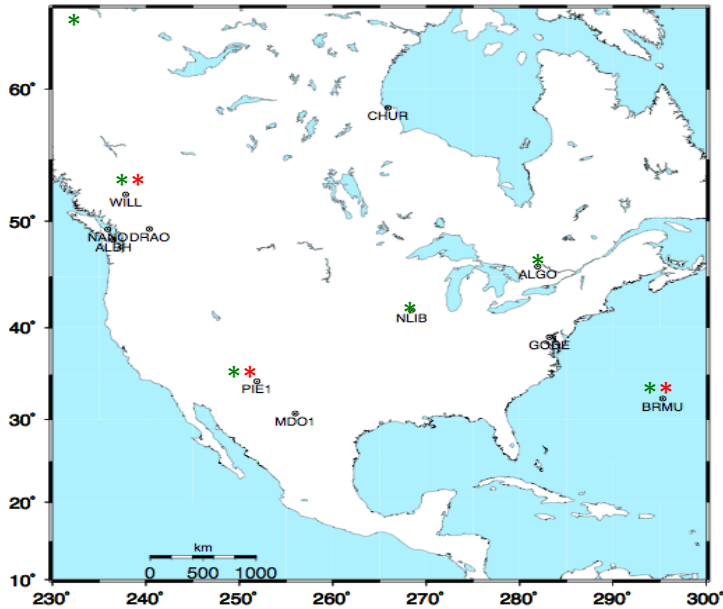 60°
CHUR
WILL
50°
NANO DRAO
ALBH
ALGO
NLIB
40°
GODE
PIE1
BRMU
MDO1
30°
20°
km
0 500 1000
10°
230° 240° 250° 260° 270° 280° 290° 300°